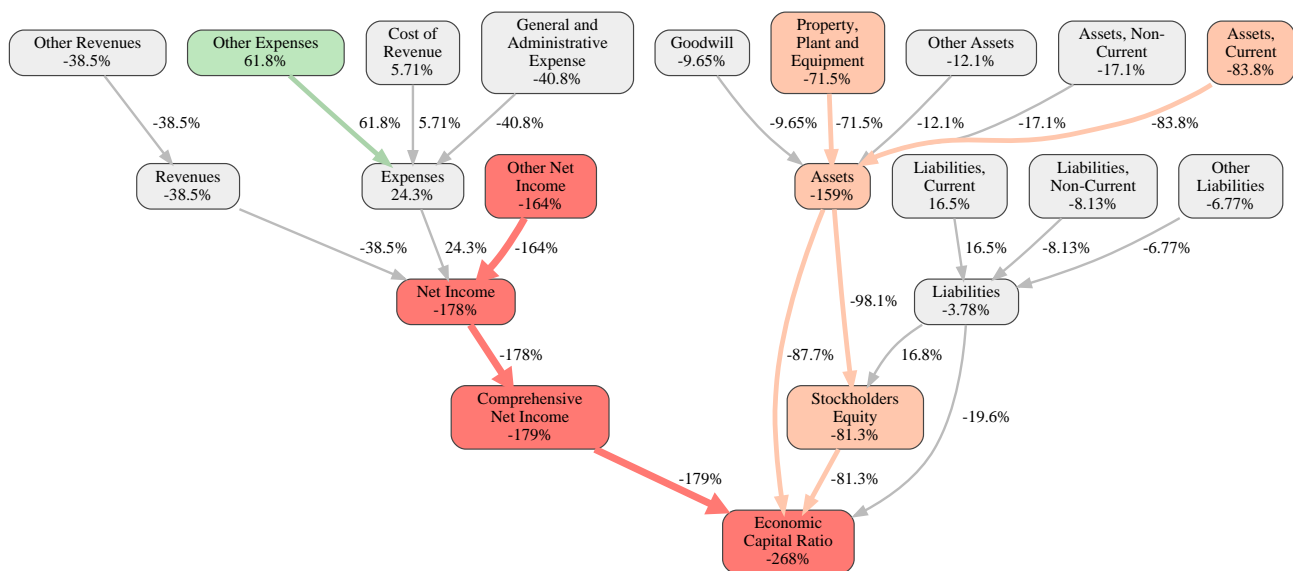 Other Revenues
-38.5%
Other Expenses
61.8%
Cost of
Revenue
5.71%
General and
Administrative
Expense
-40.8%
Goodwill
-9.65%
Property,
Plant and
Equipment
-71.5%
Other Assets
-12.1%
Assets, Non-
Current
-17.1%
Assets,
Current
-83.8%
-38.5%
61.8%
5.71%
-40.8%
-9.65%
-71.5%
-12.1%
-17.1%
-83.8%
Revenues
-38.5%
Expenses
24.3%
Other Net
Income
-164%
Assets
-159%
Liabilities,
Current
16.5%
Liabilities,
Non-Current
-8.13%
Other
Liabilities
-6.77%
-38.5%
24.3%
-164%
16.5%
-8.13%
-6.77%
Net Income
-178%
-98.1%
Liabilities
-3.78%
-178%
-87.7%
16.8%
Comprehensive
Net Income
-179%
Stockholders
Equity
-81.3%
-19.6%
-179%
-81.3%
Economic
Capital Ratio
-268%